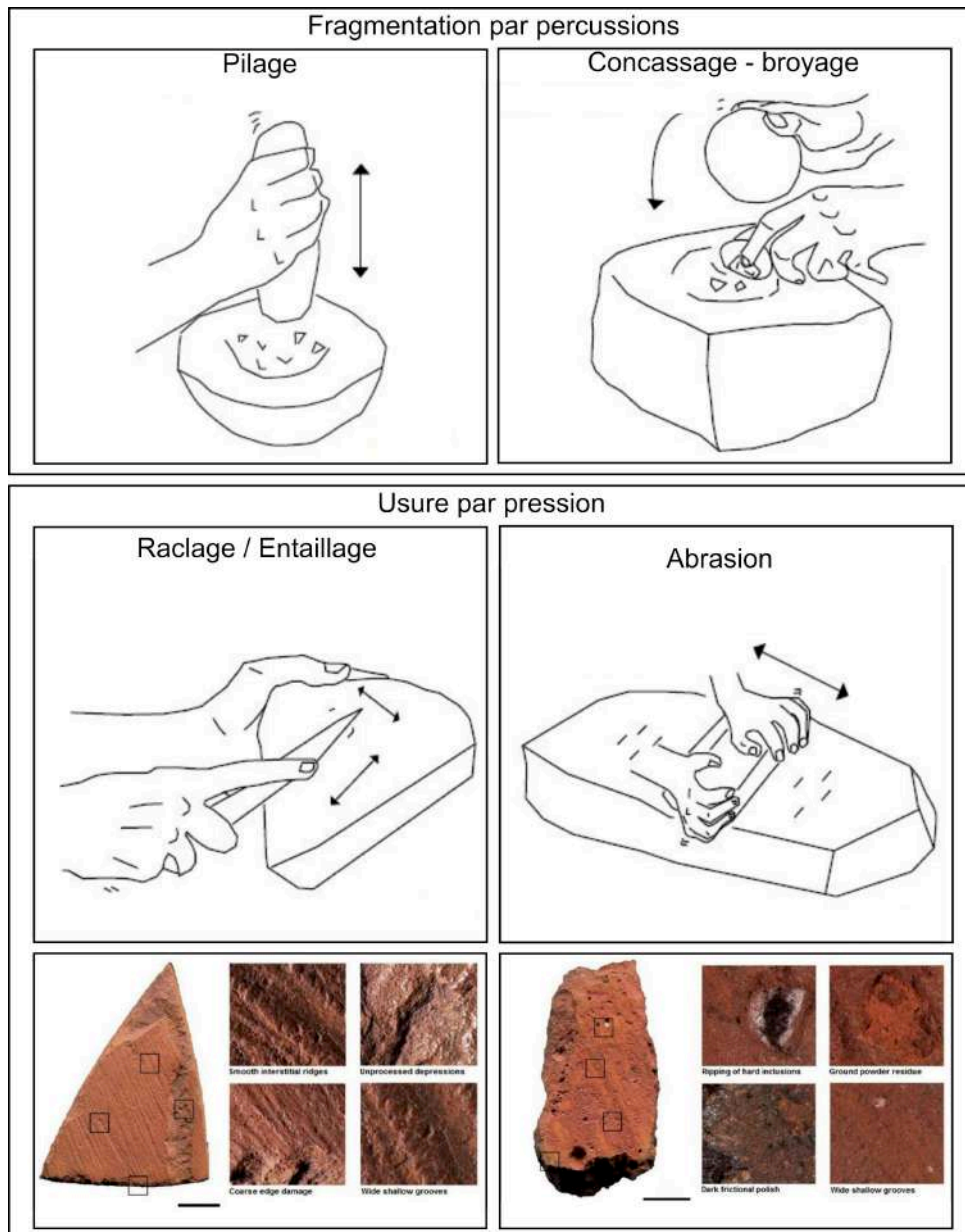 Fragmentation par percussions
Pilage
Concassage - broyage
Usure par pression
Raclage / Entaillage
Abrasion
Smooth interstitial ridges
Unprocessed depressions
Coarse edge damage
Wide shallow grooves
Ripping of hard inclusions
Ground powder residue
Dark frictional polish
Wide shallow grooves